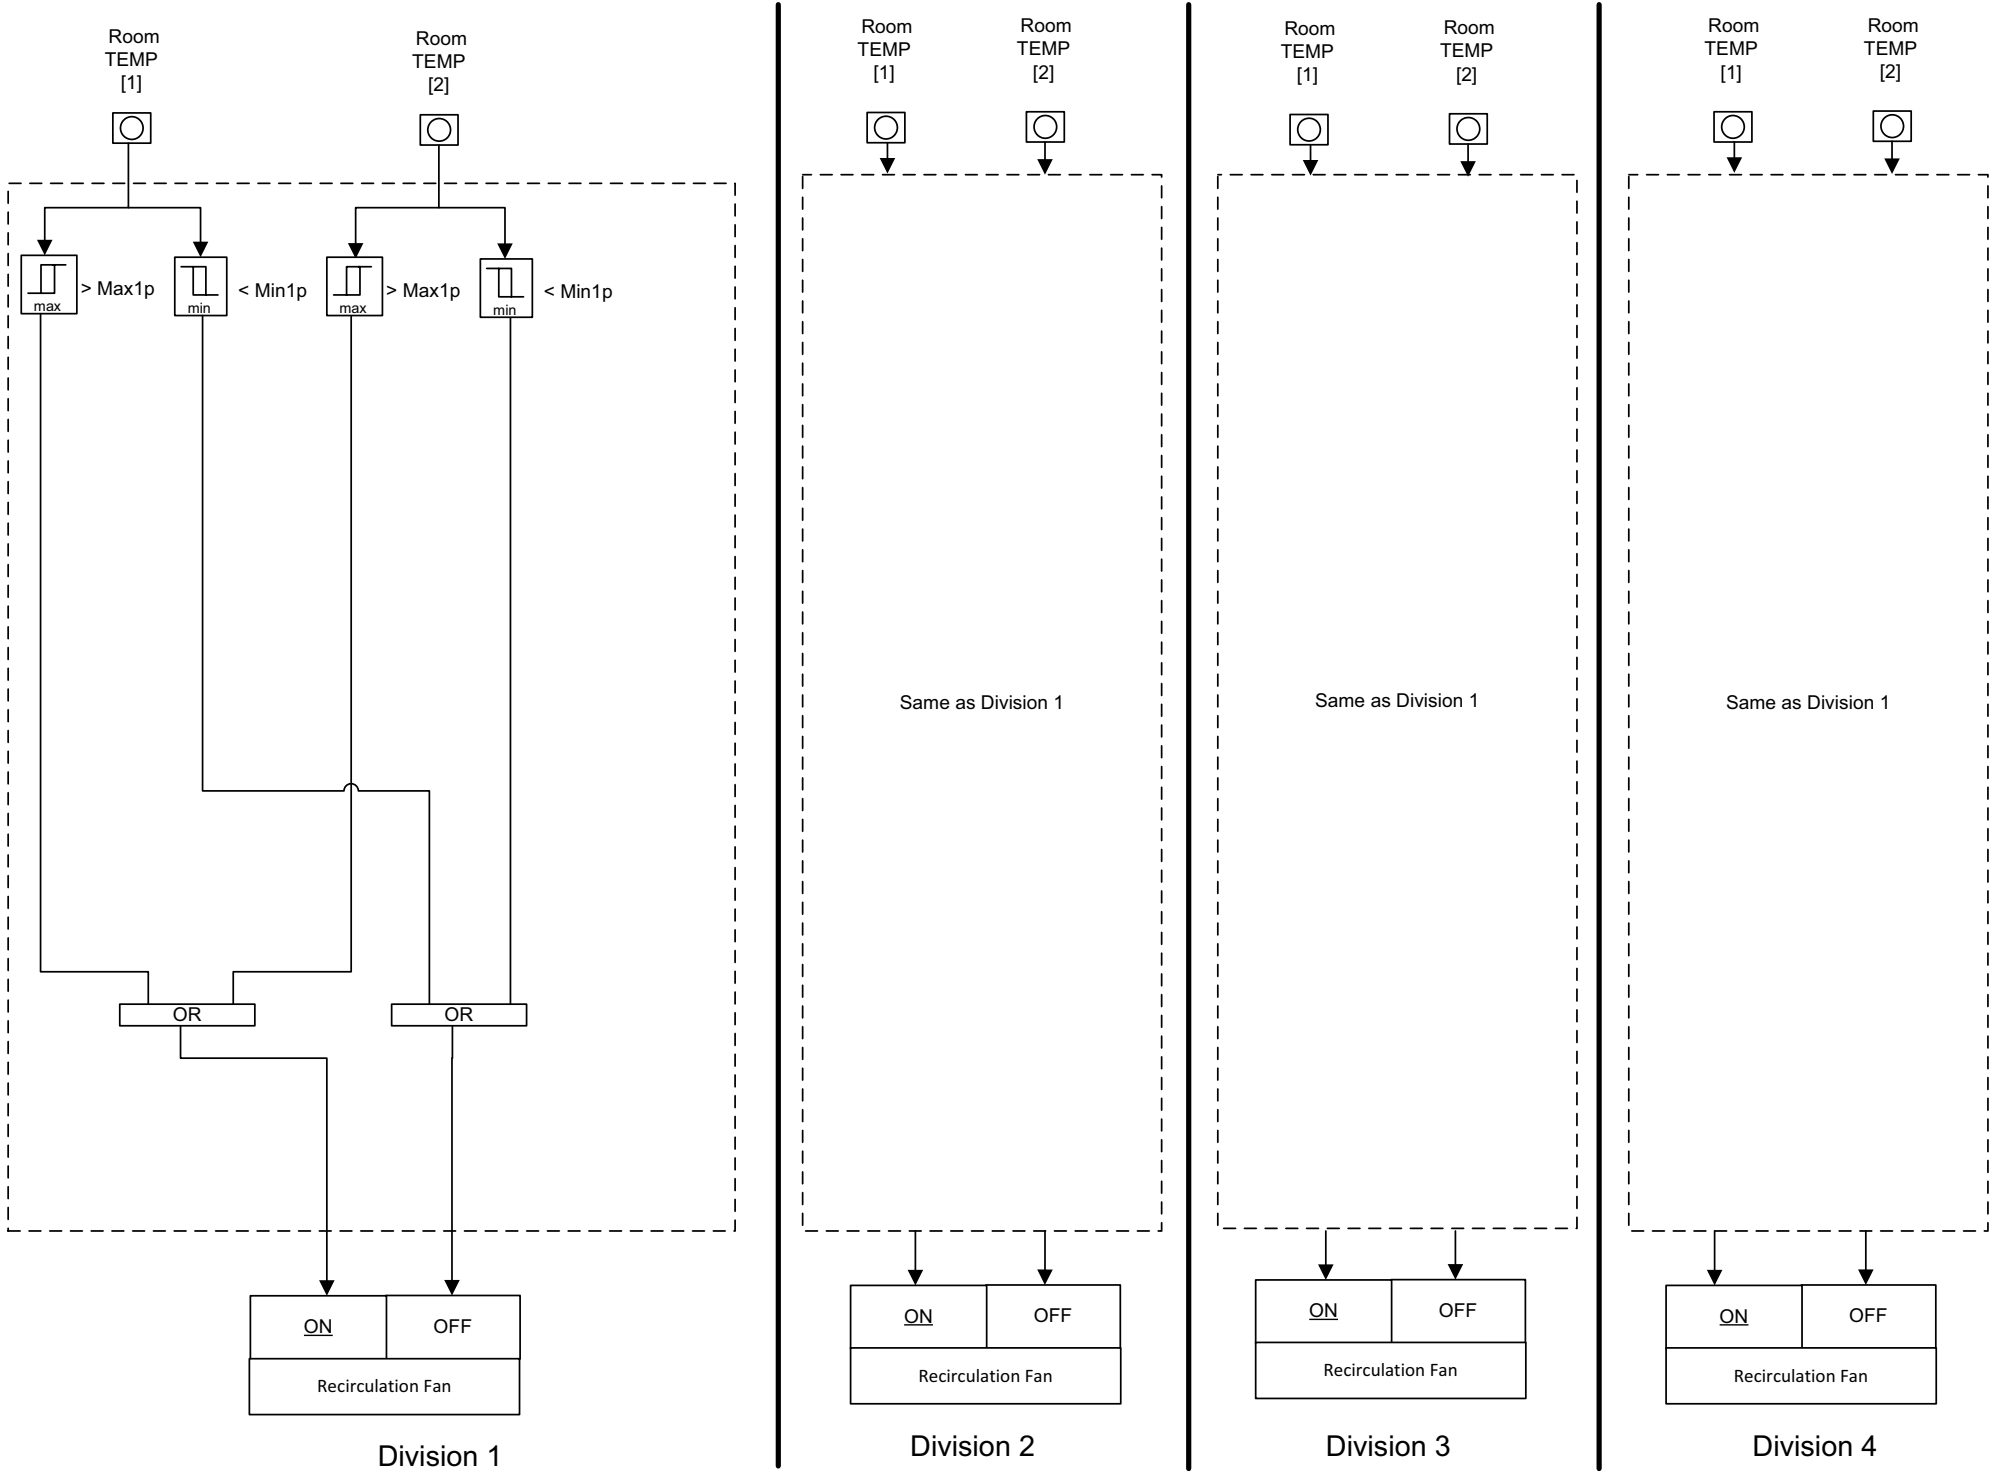 Room
TEMP
[1]
Room
TEMP
[2]
max
> Max1p
min
< Min1p
max
> Max1p
min
< Min1p
OR
OR
ON
OFF
Recirculation Fan
Division 1
Room
TEMP
[1]
Room
TEMP
[2]
Same as Division 1
ON
OFF
Recirculation Fan
Division 2
Room
TEMP
[1]
Room
TEMP
[2]
Same as Division 1
ON
OFF
Recirculation Fan
Division 3
Room
TEMP
[1]
Room
TEMP
[2]
Same as Division 1
ON
OFF
Recirculation Fan
Division 4